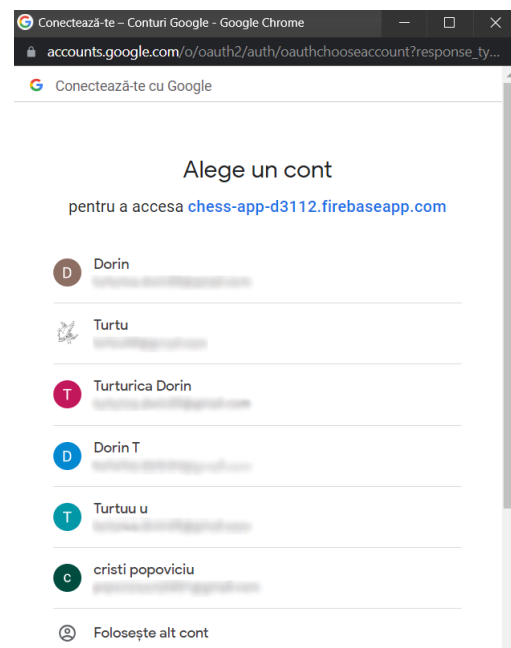 Conectează-te – Conturi Google - Google Chrome
accounts.google.com/o/oauth2/auth/oauthchooseaccount?response_ty...
G Conectează-te cu Google
Alege un cont
pentru a accesa chess-app-d3112.firebaseapp.com
D Dorin
Turtu
T Turturica Dorin
D Dorin T
T Turtuu u
c cristi popoviciu
Folosește alt cont